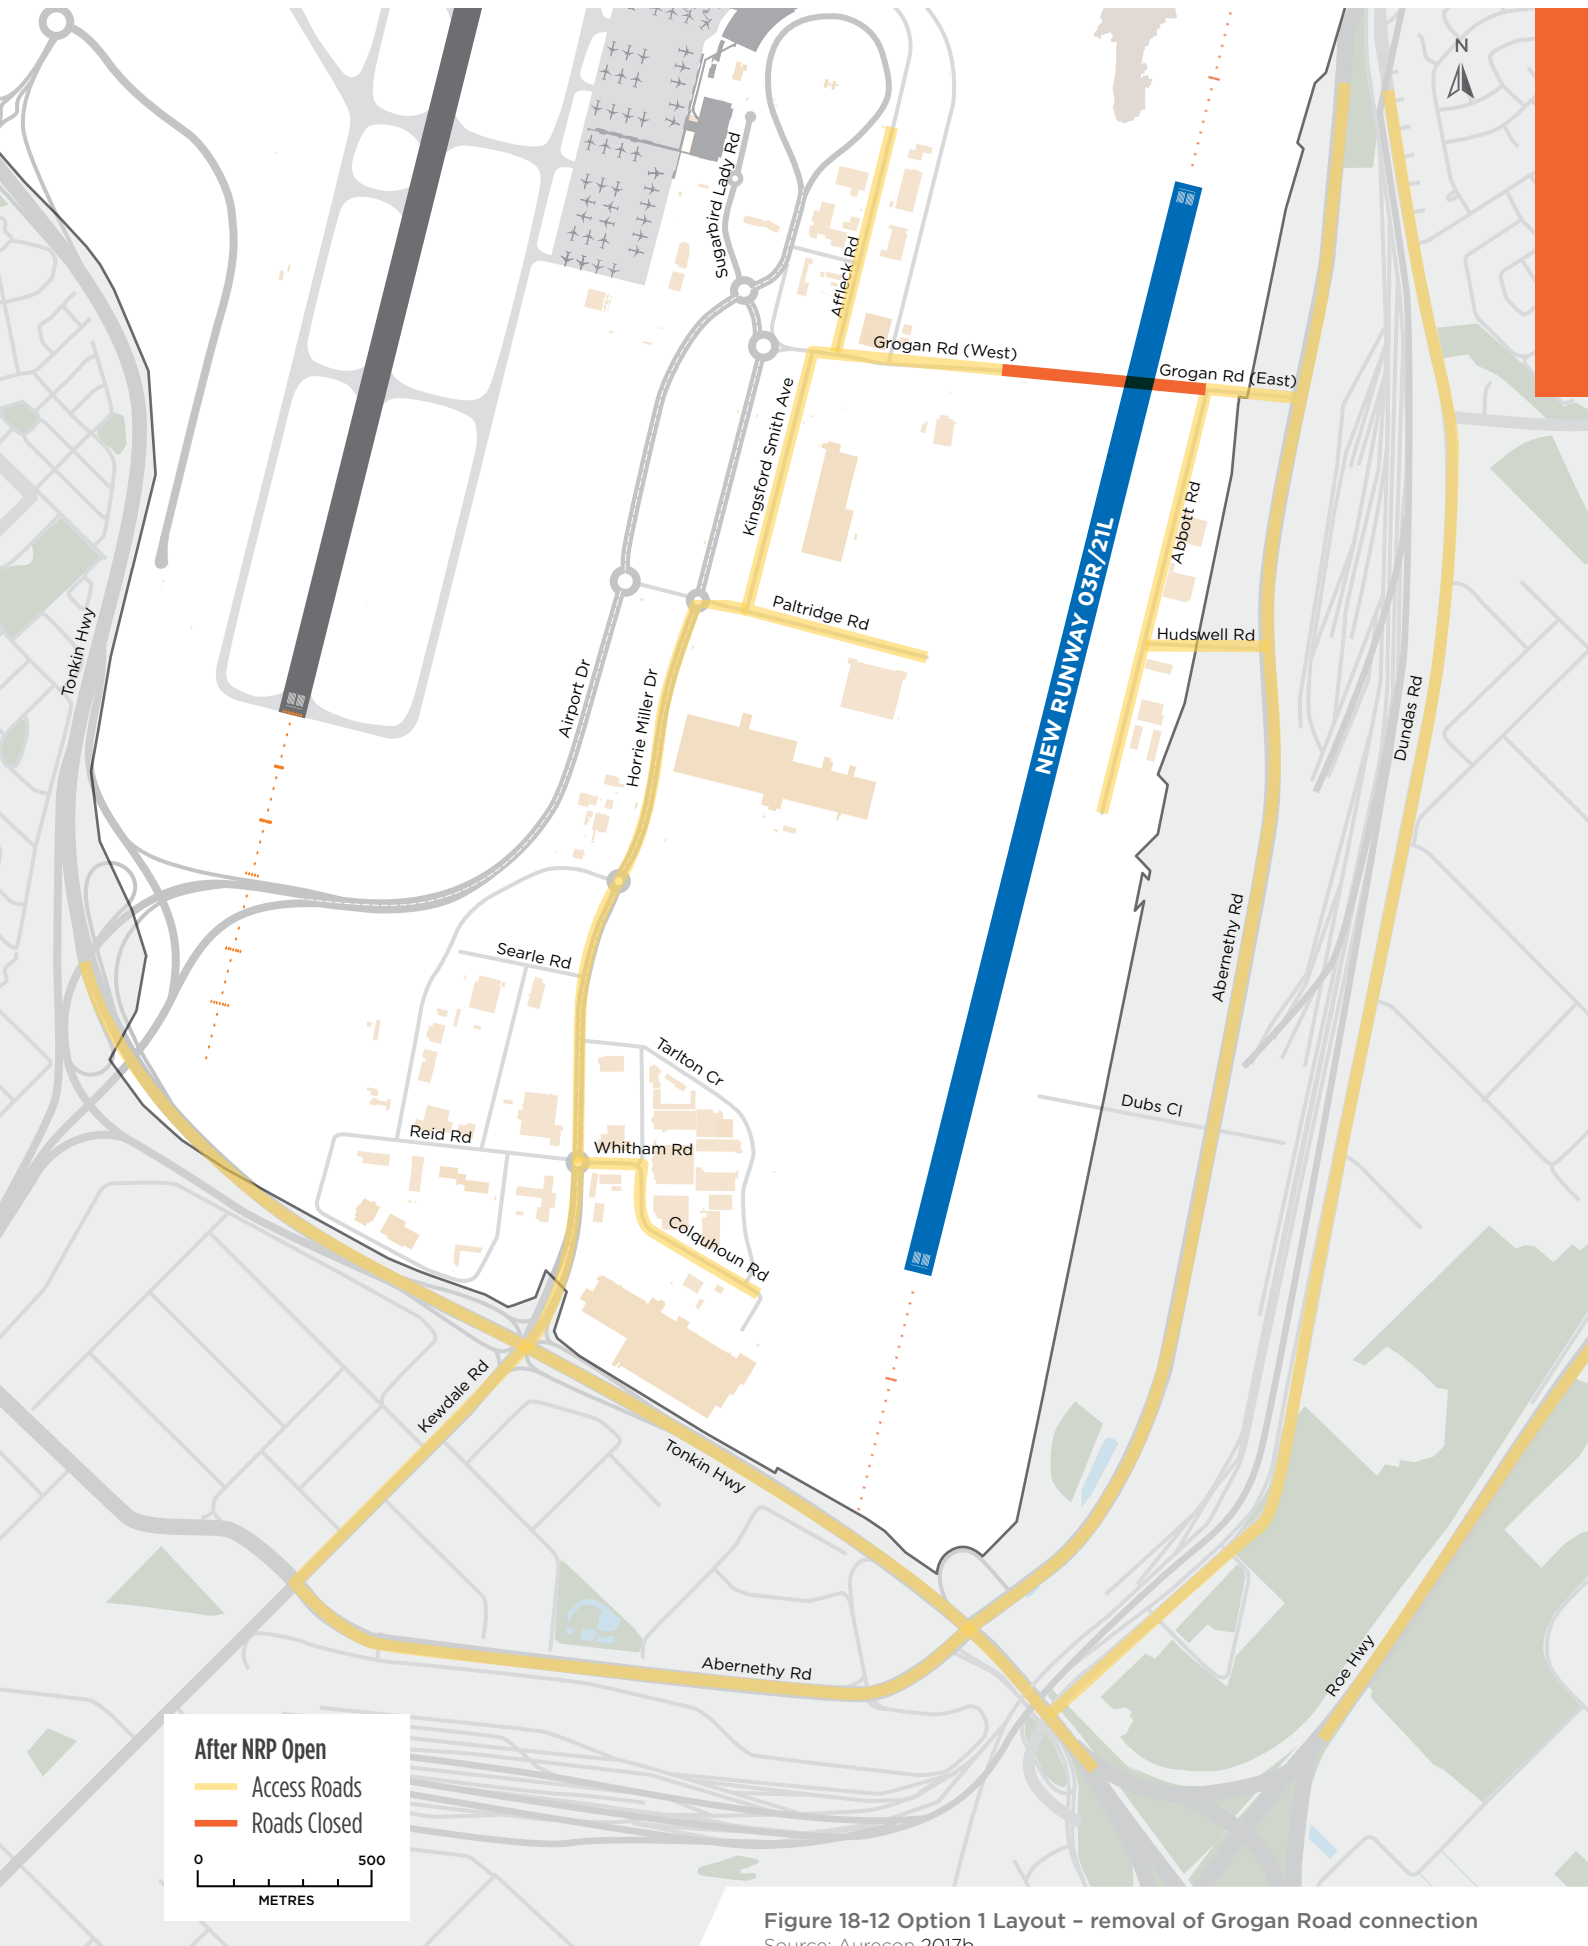 N
Sugarbird Lady Rd
Affleck Rd
Grogan Rd (West)
Grogan Rd (East)
Kingsford Smith Ave
Abbott Rd
NEW RUNWAY 03R/21L
Paltridge Rd
Hudswell Rd
Tonkin Hwy
Airport Dr
Horrie Miller Dr
Dundas Rd
Abernethy Rd
Searle Rd
Tarlton Cr
Dubs Cl
Reid Rd
Whitham Rd
Colquhoun Rd
Kewdale Rd
Tonkin Hwy
Abernethy Rd
Roe Hwy
After NRP Open
Access Roads
Roads Closed
0 500
METRES
Figure 18-12 Option 1 Layout – removal of Grogan Road connection
Source: Aurecon 2017b